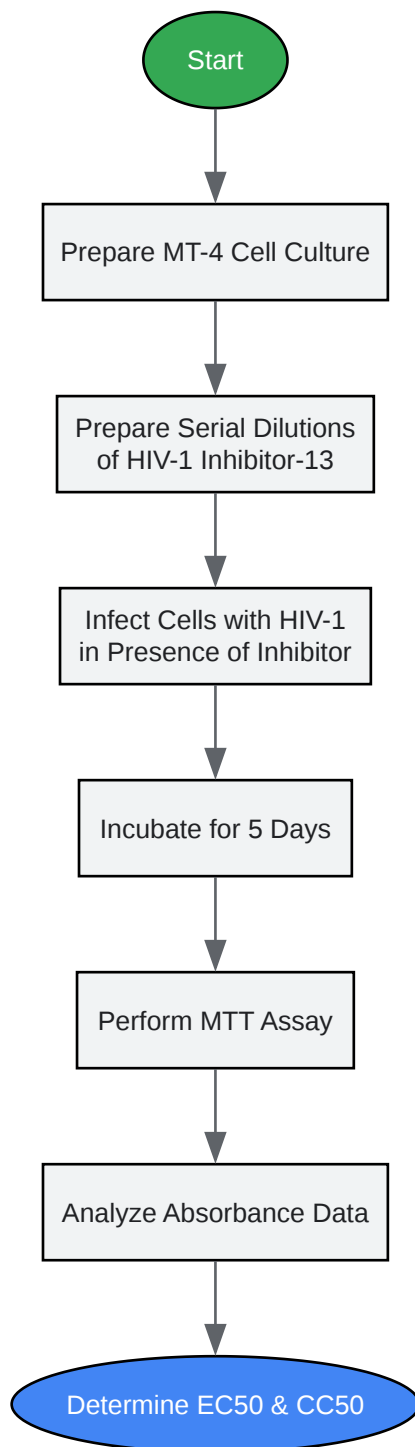 Start
Prepare MT-4 Cell Culture
Prepare Serial Dilutions
of HIV-1 Inhibitor-13
Infect Cells with HIV-1
in Presence of Inhibitor
Incubate for 5 Days
Perform MTT Assay
Analyze Absorbance Data
Determine EC50 & CC50